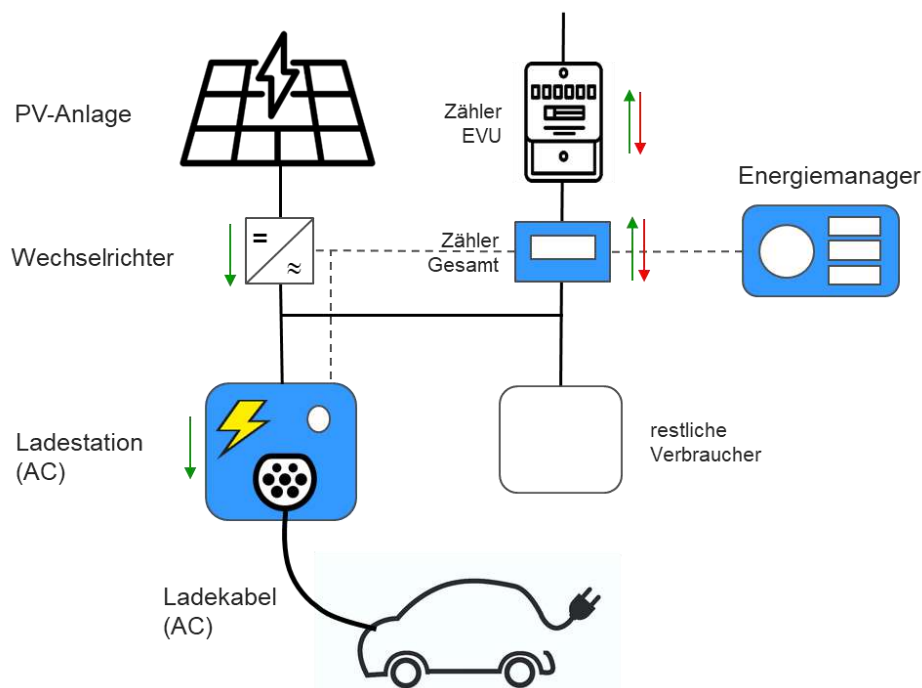 PV-Anlage
Zähler
EVU
Energiemanager
Wechselrichter
Zähler
Gesamt
Ladestation
(AC)
restliche
Verbraucher
Ladekabel
(AC)